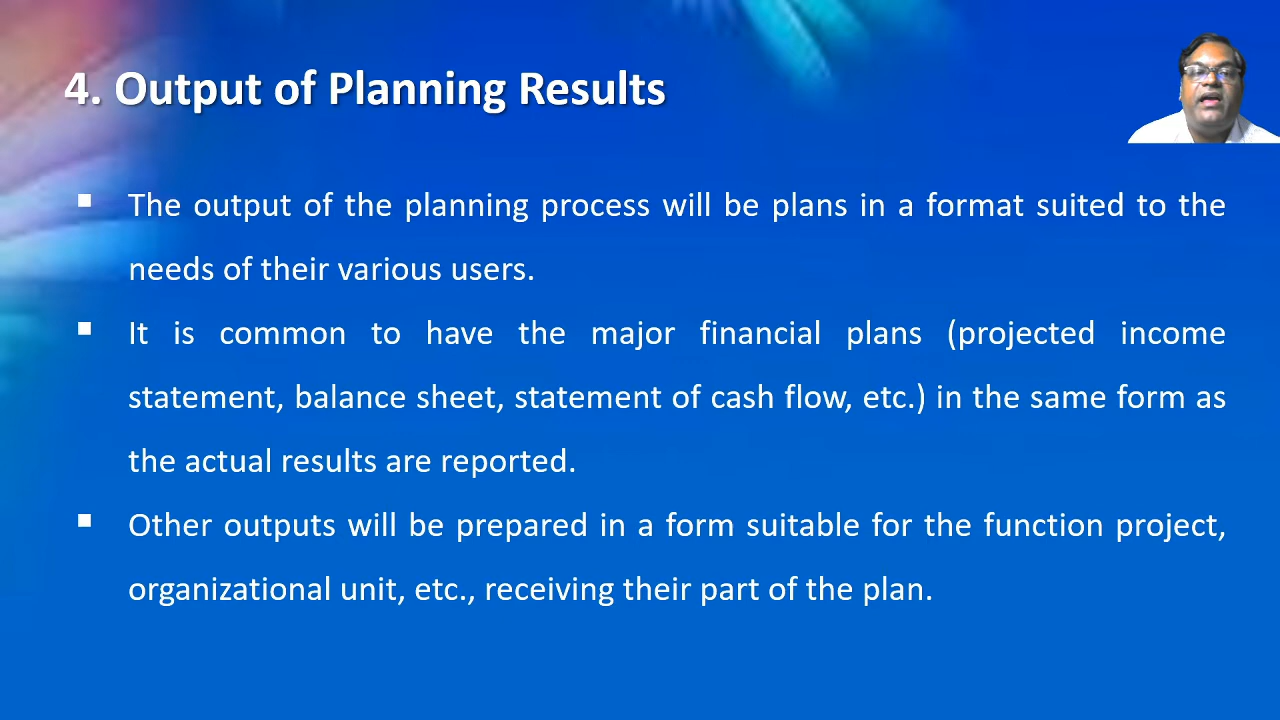 4. Output of Planning Results
▪ The output of the planning process will be plans in a format suited to the
needs of their various users.
▪ It is common to have the major financial plans (projected income
statement, balance sheet, statement of cash flow, etc.) in the same form as
the actual results are reported.
▪ Other outputs will be prepared in a form suitable for the function project,
organizational unit, etc., receiving their part of the plan.